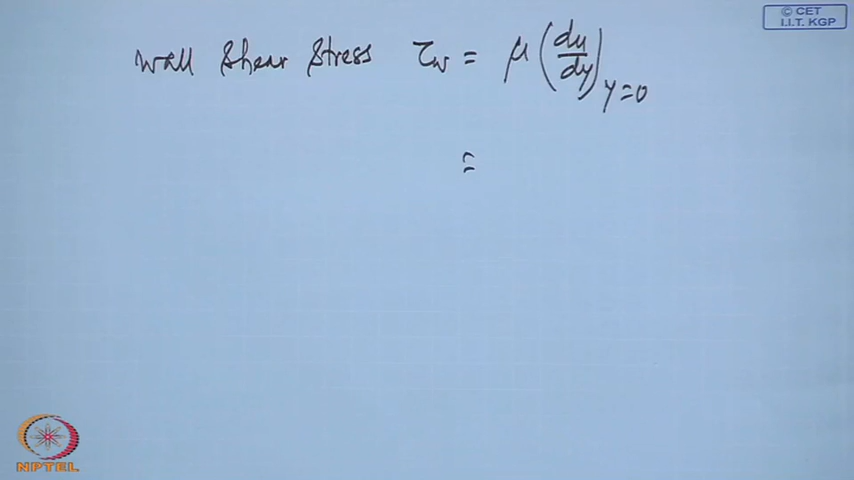 © CET
I.I.T. KGP
Wall Shear Stress τw = μ (du/dy)y=0
=
NPTEL